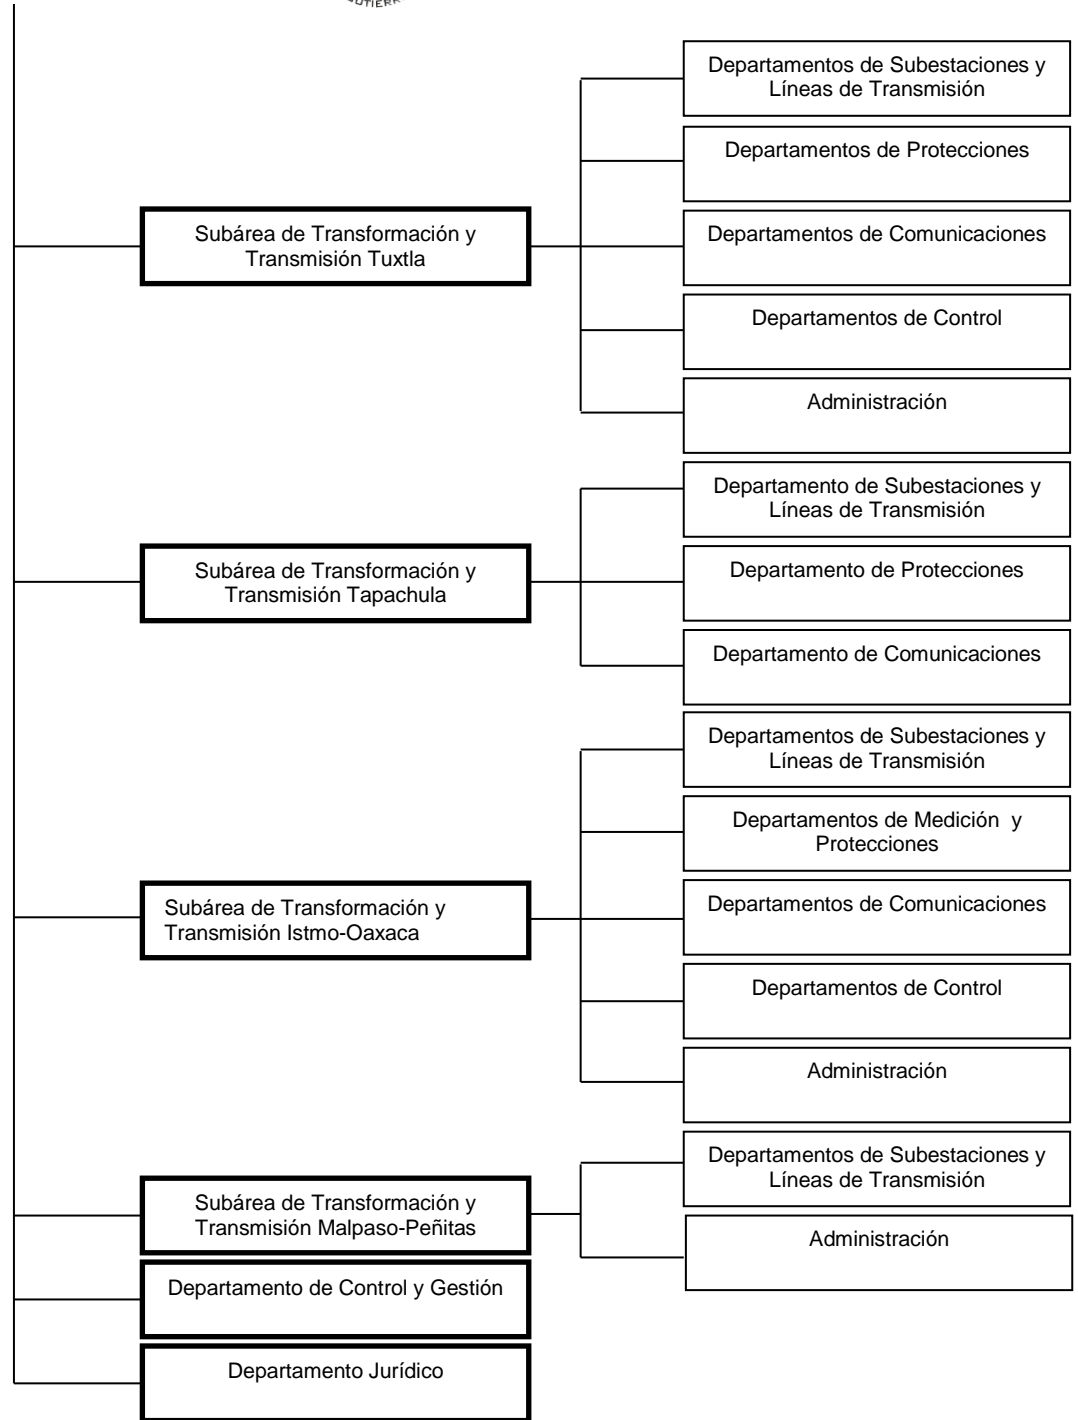 Departamentos de Subestaciones y
Líneas de Transmisión
Departamentos de Protecciones
Subárea de Transformación y
Transmisión Tuxtla
Departamentos de Comunicaciones
Departamentos de Control
Administración
Departamento de Subestaciones y
Líneas de Transmisión
Subárea de Transformación y
Transmisión Tapachula
Departamento de Protecciones
Departamento de Comunicaciones
Departamentos de Subestaciones y
Líneas de Transmisión
Departamentos de Medición y
Protecciones
Subárea de Transformación y
Transmisión Istmo-Oaxaca
Departamentos de Comunicaciones
Departamentos de Control
Administración
Departamentos de Subestaciones y
Líneas de Transmisión
Subárea de Transformación y
Transmisión Malpaso-Peñitas
Administración
Departamento de Control y Gestión
Departamento Jurídico